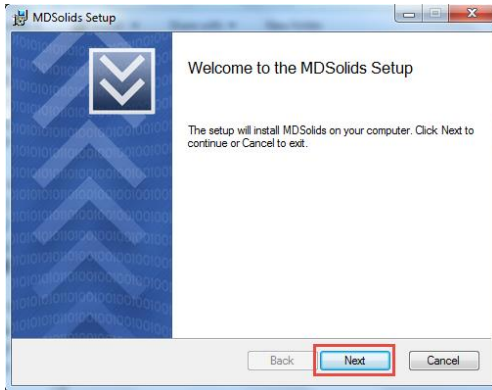 MDSolids Setup
Welcome to the MDSolids Setup
The setup will install MDSolids on your computer. Click Next to
continue or Cancel to exit.
Back Next Cancel